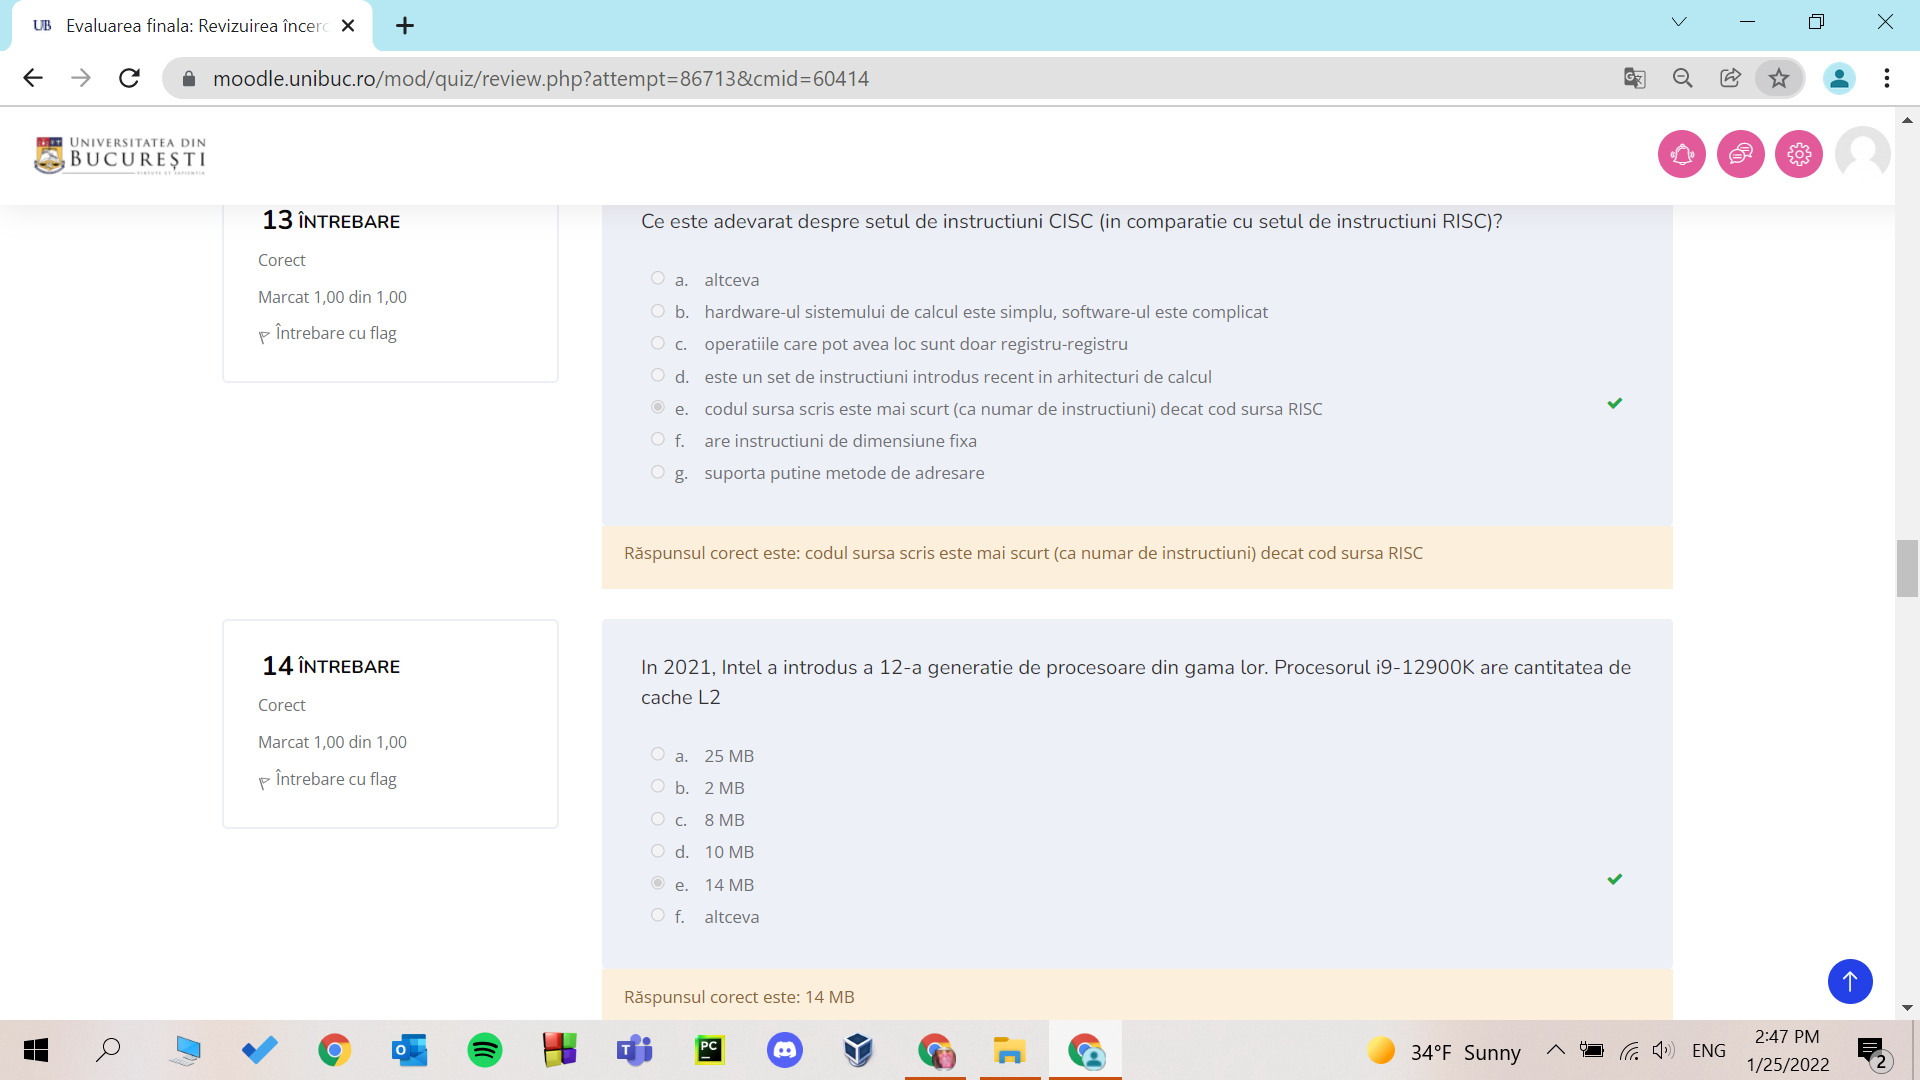 UB Evaluarea finala: Revizuirea încerc
moodle.unibuc.ro/mod/quiz/review.php?attempt=86713&cmid=60414
UNIVERSITATEA DIN
BUCUREȘTI
VIRTUTE ET SAPIENTIA
13 ÎNTREBARE
Corect
Marcat 1,00 din 1,00
Întrebare cu flag
Ce este adevarat despre setul de instructiuni CISC (in comparatie cu setul de instructiuni RISC)?
a. altceva
b. hardware-ul sistemului de calcul este simplu, software-ul este complicat
c. operatiile care pot avea loc sunt doar registru-registru
d. este un set de instructiuni introdus recent in arhitecturi de calcul
e. codul sursa scris este mai scurt (ca numar de instructiuni) decat cod sursa RISC
f. are instructiuni de dimensiune fixa
g. suporta putine metode de adresare
Răspunsul corect este: codul sursa scris este mai scurt (ca numar de instructiuni) decat cod sursa RISC
14 ÎNTREBARE
Corect
Marcat 1,00 din 1,00
Întrebare cu flag
In 2021, Intel a introdus a 12-a generatie de procesoare din gama lor. Procesorul i9-12900K are cantitatea de
cache L2
a. 25 MB
b. 2 MB
c. 8 MB
d. 10 MB
e. 14 MB
f. altceva
Răspunsul corect este: 14 MB
34°F Sunny
ENG
2:47 PM
1/25/2022
2